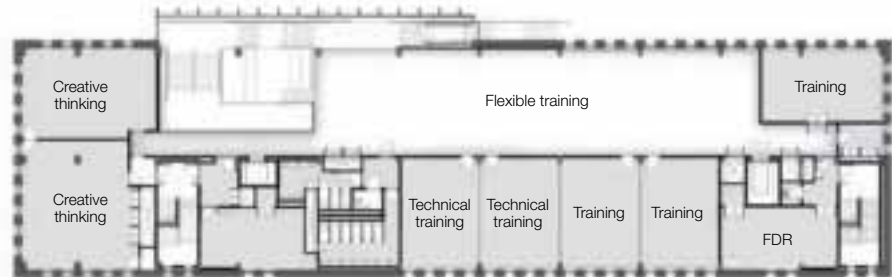 Creative
thinking
Flexible training
Training
Creative
thinking
Technical
training
Technical
training
Training
Training
FDR